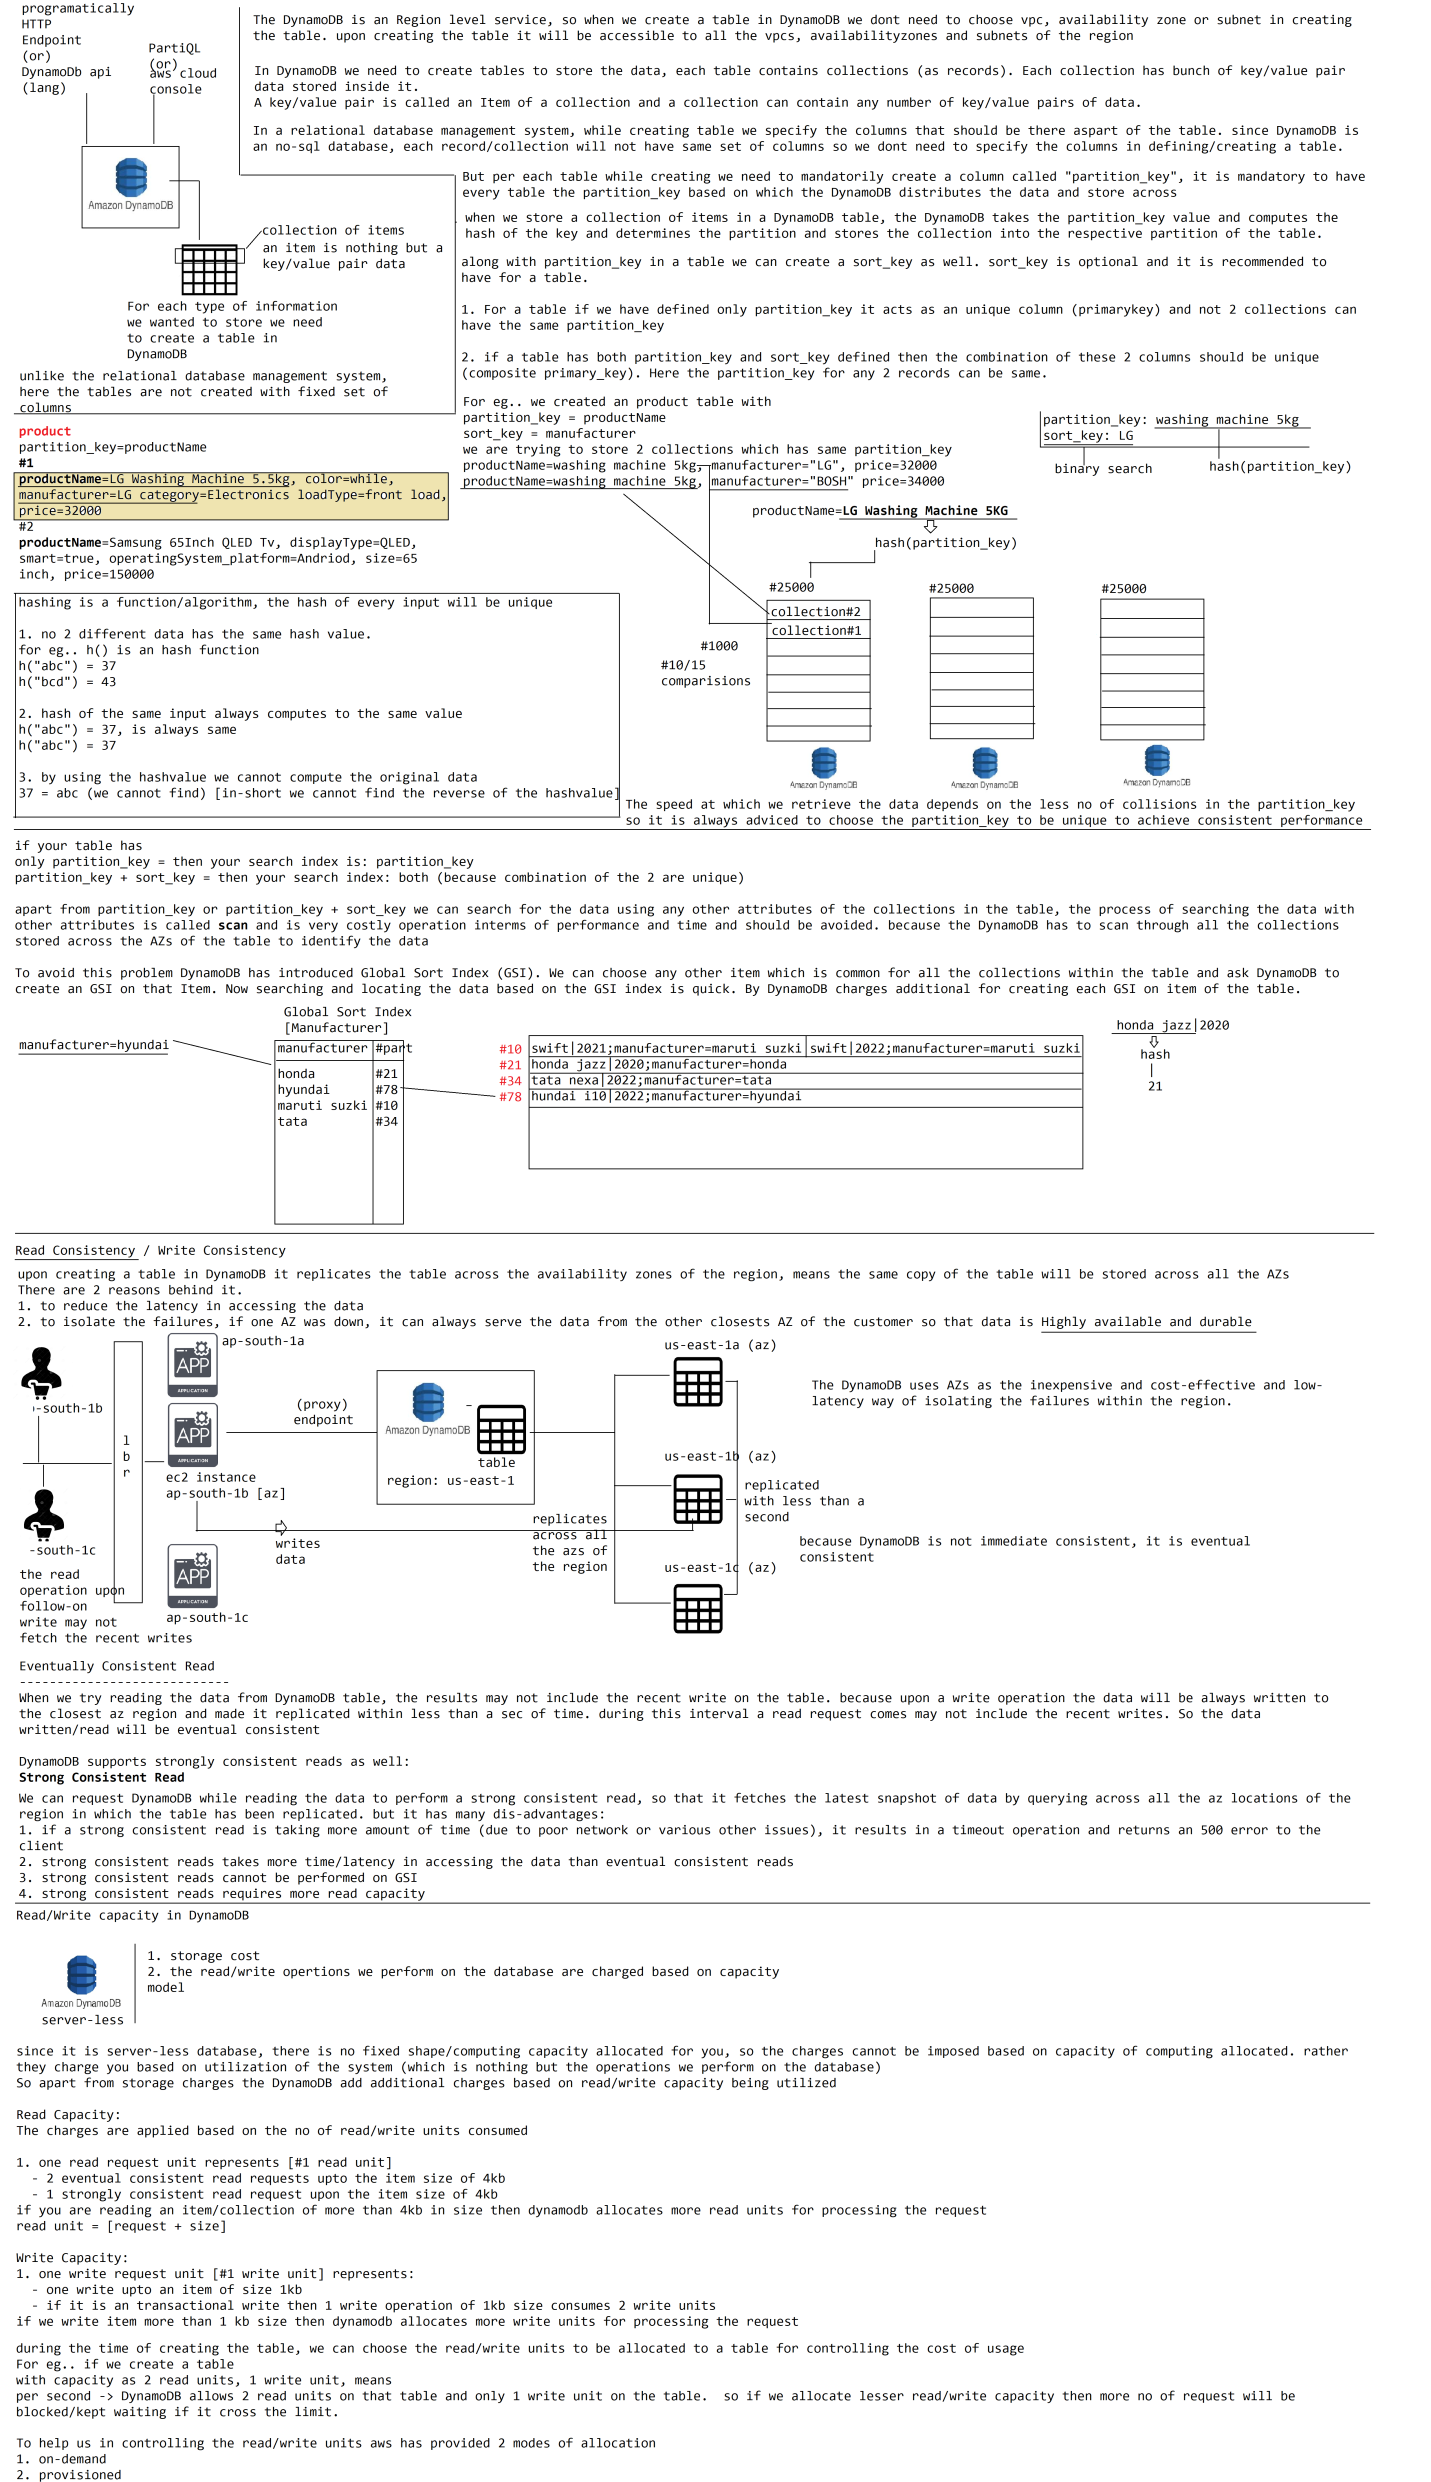 programatically
HTTP
Endpoint
(or)
DynamoDb api
(lang)
PartiQL
(or)
aws cloud
console
Amazon DynamoDB
collection of items
an item is nothing but a
key/value pair data
For each type of information
we wanted to store we need
to create a table in
DynamoDB
unlike the relational database management system,
here the tables are not created with fixed set of
columns
The DynamoDB is an Region level service, so when we create a table in DynamoDB we dont need to choose vpc, availability zone or subnet in creating
the table. upon creating the table it will be accessible to all the vpcs, availabilityzones and subnets of the region
In DynamoDB we need to create tables to store the data, each table contains collections (as records). Each collection has bunch of key/value pair
data stored inside it.
A key/value pair is called an Item of a collection and a collection can contain any number of key/value pairs of data.
In a relational database management system, while creating table we specify the columns that should be there aspart of the table. since DynamoDB is
an no-sql database, each record/collection will not have same set of columns so we dont need to specify the columns in defining/creating a table.
But per each table while creating we need to mandatorily create a column called "partition_key", it is mandatory to have
every table the partition_key based on which the DynamoDB distributes the data and store across
when we store a collection of items in a DynamoDB table, the DynamoDB takes the partition_key value and computes the
hash of the key and determines the partition and stores the collection into the respective partition of the table.
along with partition_key in a table we can create a sort_key as well. sort_key is optional and it is recommended to
have for a table.
1. For a table if we have defined only partition_key it acts as an unique column (primarykey) and not 2 collections can
have the same partition_key
2. if a table has both partition_key and sort_key defined then the combination of these 2 columns should be unique
(composite primary_key). Here the partition_key for any 2 records can be same.
For eg.. we created an product table with
partition_key = productName
sort_key = manufacturer
we are trying to store 2 collections which has same partition_key
productName=washing machine 5kg, manufacturer="LG", price=32000
productName=washing machine 5kg, manufacturer="BOSH" price=34000
partition_key: washing machine 5kg
sort_key: LG
binary search
hash(partition_key)
product
partition_key=productName
#1
productName=LG Washing Machine 5.5kg, color=while,
manufacturer=LG category=Electronics loadType=front load,
price=32000
#2
productName=Samsung 65Inch QLED Tv, displayType=QLED,
smart=true, operatingSystem_platform=Andriod, size=65
inch, price=150000
productName=LG Washing Machine 5KG
hash(partition_key)
#25000
#25000
#25000
collection#2
collection#1
#1000
#10/15
comparisions
Amazon DynamoDB
Amazon DynamoDB
Amazon DynamoDB
hashing is a function/algorithm, the hash of every input will be unique
1. no 2 different data has the same hash value.
for eg.. h() is an hash function
h("abc") = 37
h("bcd") = 43
2. hash of the same input always computes to the same value
h("abc") = 37, is always same
h("abc") = 37
3. by using the hashvalue we cannot compute the original data
37 = abc (we cannot find) [in-short we cannot find the reverse of the hashvalue]
The speed at which we retrieve the data depends on the less no of collisions in the partition_key
so it is always adviced to choose the partition_key to be unique to achieve consistent performance
if your table has
only partition_key = then your search index is: partition_key
partition_key + sort_key = then your search index: both (because combination of the 2 are unique)
apart from partition_key or partition_key + sort_key we can search for the data using any other attributes of the collections in the table, the process of searching the data with
other attributes is called scan and is very costly operation interms of performance and time and should be avoided. because the DynamoDB has to scan through all the collections
stored across the AZs of the table to identify the data
To avoid this problem DynamoDB has introduced Global Sort Index (GSI). We can choose any other item which is common for all the collections within the table and ask DynamoDB to
create an GSI on that Item. Now searching and locating the data based on the GSI index is quick. By DynamoDB charges additional for creating each GSI on item of the table.
Global Sort Index
[Manufacturer]
manufacturer=hyundai
manufacturer #part
honda #21
hyundai #78
maruti suzki #10
tata #34
#10 swift|2021;manufacturer=maruti suzki swift|2022;manufacturer=maruti suzki
#21 honda jazz|2020;manufacturer=honda
#34 tata nexa|2022;manufacturer=tata
#78 hundai i10|2022;manufacturer=hyundai
honda jazz|2020
hash
21
Read Consistency / Write Consistency
upon creating a table in DynamoDB it replicates the table across the availability zones of the region, means the same copy of the table will be stored across all the AZs
There are 2 reasons behind it.
1. to reduce the latency in accessing the data
2. to isolate the failures, if one AZ was down, it can always serve the data from the other closests AZ of the customer so that data is Highly available and durable
ap-south-1a
-south-1b
-south-1c
l
b
r
APP
APPLICATION
APP
APPLICATION
ec2 instance
ap-south-1b [az]
APP
APPLICATION
ap-south-1c
(proxy)
endpoint
Amazon DynamoDB
table
region: us-east-1
writes
data
replicates
across all
the azs of
the region
us-east-1a (az)
us-east-1b (az)
us-east-1c (az)
replicated
with less than a
second
The DynamoDB uses AZs as the inexpensive and cost-effective and low-
latency way of isolating the failures within the region.
because DynamoDB is not immediate consistent, it is eventual
consistent
the read
operation upon
follow-on
write may not
fetch the recent writes
Eventually Consistent Read
----------------------------
When we try reading the data from DynamoDB table, the results may not include the recent write on the table. because upon a write operation the data will be always written to
the closest az region and made it replicated within less than a sec of time. during this interval a read request comes may not include the recent writes. So the data
written/read will be eventual consistent
DynamoDB supports strongly consistent reads as well:
Strong Consistent Read
We can request DynamoDB while reading the data to perform a strong consistent read, so that it fetches the latest snapshot of data by querying across all the az locations of the
region in which the table has been replicated. but it has many dis-advantages:
1. if a strong consistent read is taking more amount of time (due to poor network or various other issues), it results in a timeout operation and returns an 500 error to the
client
2. strong consistent reads takes more time/latency in accessing the data than eventual consistent reads
3. strong consistent reads cannot be performed on GSI
4. strong consistent reads requires more read capacity
Read/Write capacity in DynamoDB
Amazon DynamoDB
server-less
1. storage cost
2. the read/write opertions we perform on the database are charged based on capacity
model
since it is server-less database, there is no fixed shape/computing capacity allocated for you, so the charges cannot be imposed based on capacity of computing allocated. rather
they charge you based on utilization of the system (which is nothing but the operations we perform on the database)
So apart from storage charges the DynamoDB add additional charges based on read/write capacity being utilized
Read Capacity:
The charges are applied based on the no of read/write units consumed
1. one read request unit represents [#1 read unit]
- 2 eventual consistent read requests upto the item size of 4kb
- 1 strongly consistent read request upon the item size of 4kb
if you are reading an item/collection of more than 4kb in size then dynamodb allocates more read units for processing the request
read unit = [request + size]
Write Capacity:
1. one write request unit [#1 write unit] represents:
- one write upto an item of size 1kb
- if it is an transactional write then 1 write operation of 1kb size consumes 2 write units
if we write item more than 1 kb size then dynamodb allocates more write units for processing the request
during the time of creating the table, we can choose the read/write units to be allocated to a table for controlling the cost of usage
For eg.. if we create a table
with capacity as 2 read units, 1 write unit, means
per second -> DynamoDB allows 2 read units on that table and only 1 write unit on the table. so if we allocate lesser read/write capacity then more no of request will be
blocked/kept waiting if it cross the limit.
To help us in controlling the read/write units aws has provided 2 modes of allocation
1. on-demand
2. provisioned